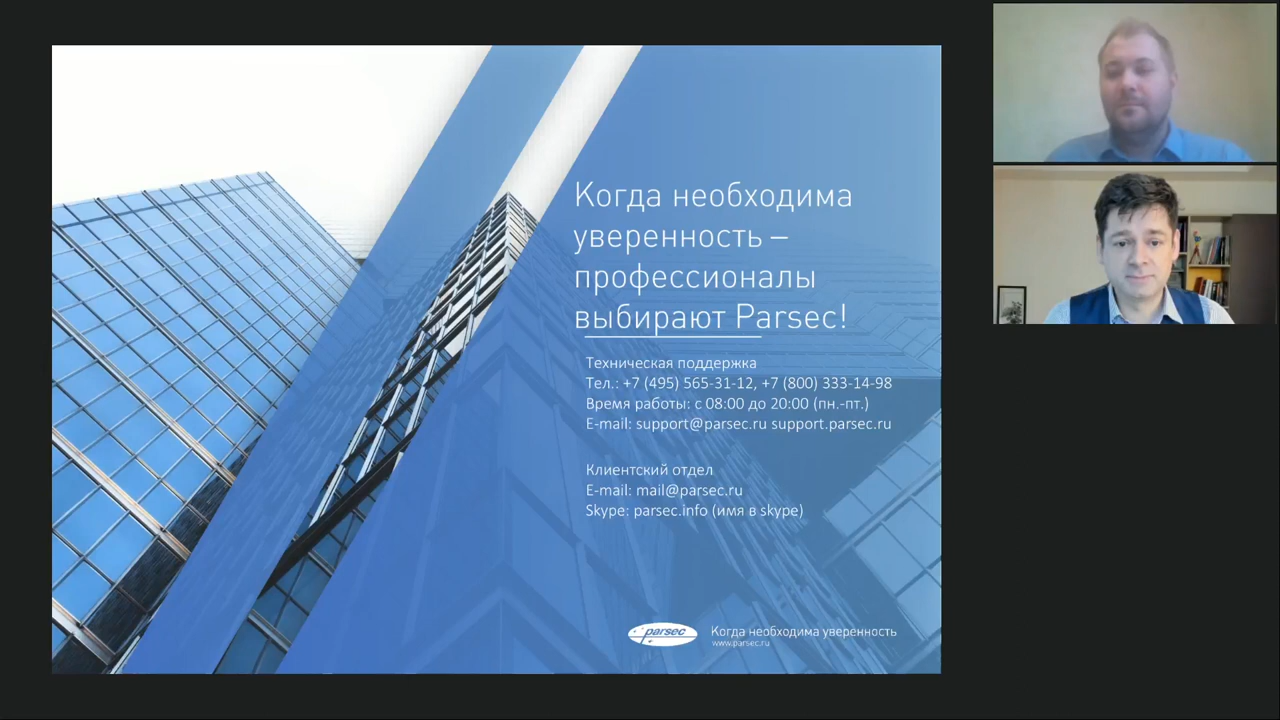 Когда необходима
уверенность –
профессионалы
выбирают Parsec!
Техническая поддержка
Тел.: +7 (495) 565-31-12, +7 (800) 333-14-98
Время работы: с 08:00 до 20:00 (пн.-пт.)
E-mail: support@parsec.ru support.parsec.ru
Клиентский отдел
E-mail: mail@parsec.ru
Skype: parsec.info (имя в skype)
parsec
Когда необходима уверенность
www.parsec.ru